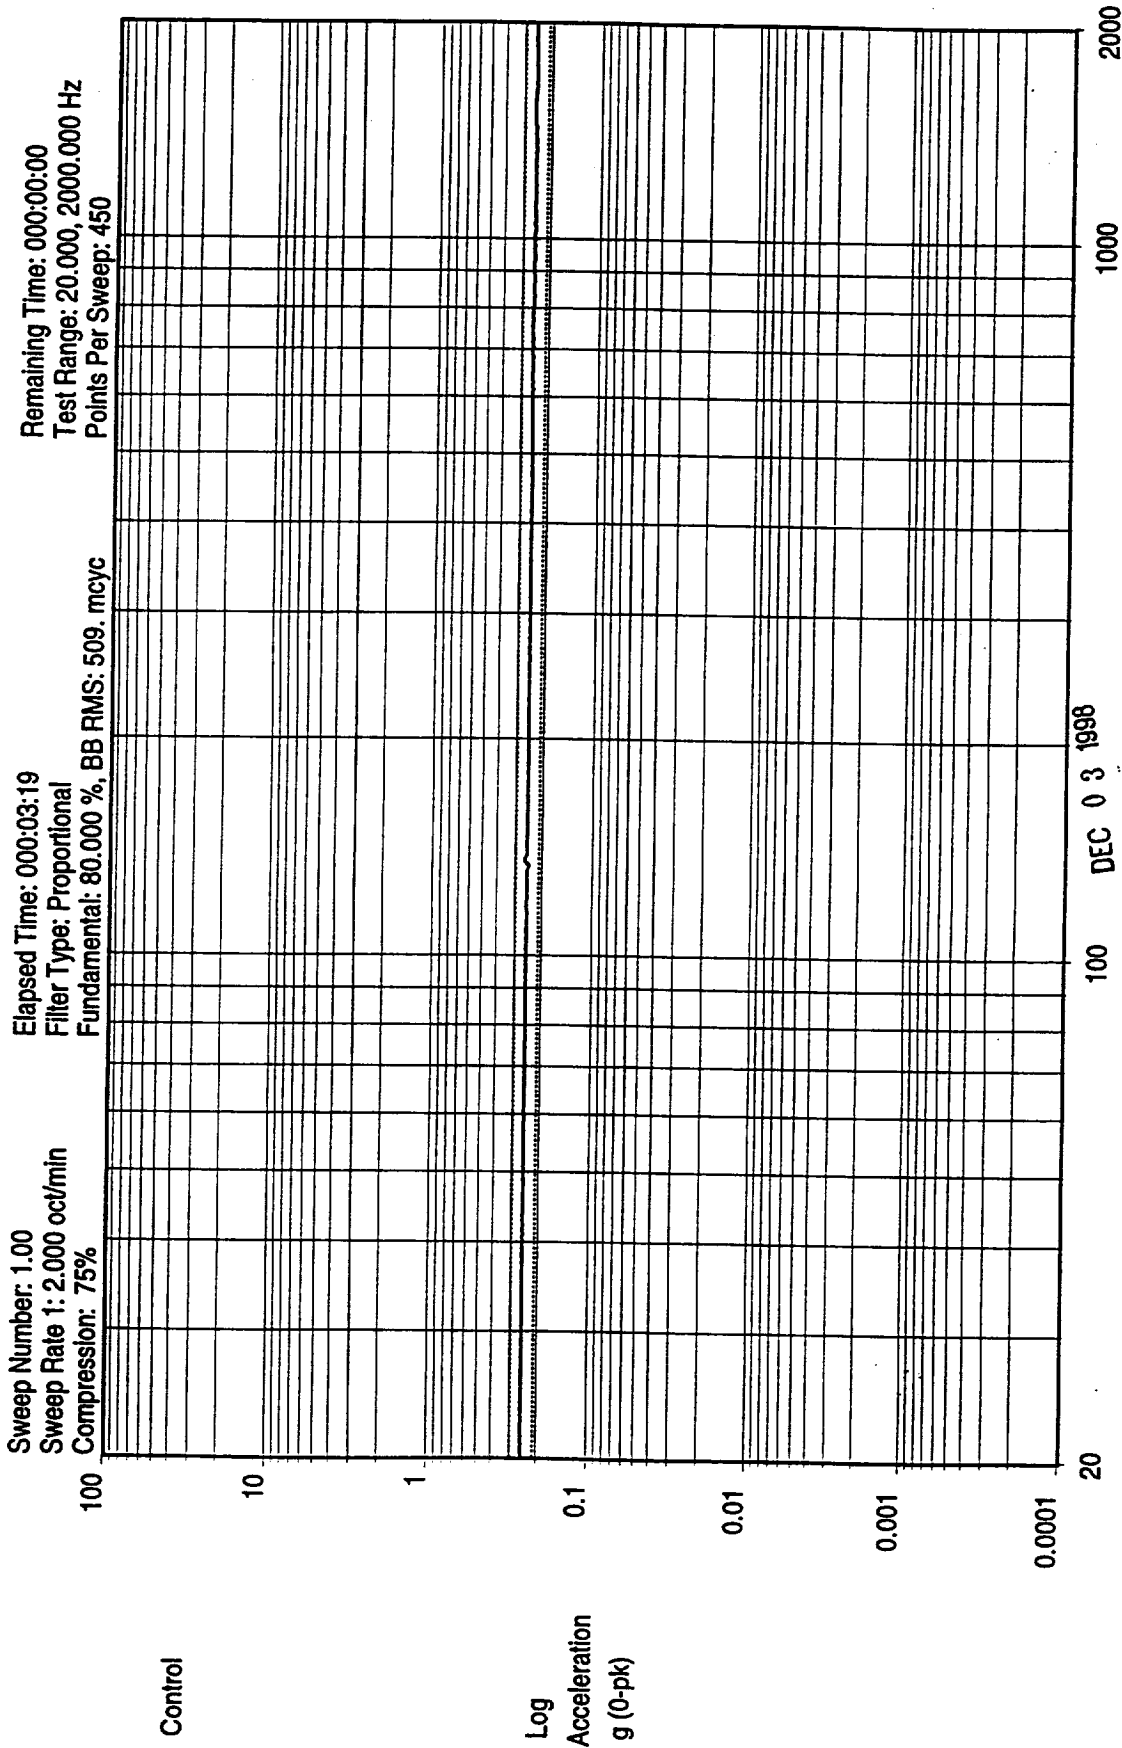 Sweep Number: 1.00
Sweep Rate 1: 2.000 oct/min
Compression: 75%
Elapsed Time: 000:03:19
Filter Type: Proportional
Fundamental: 80.000 %, BB RMS: 509. mcyc
Remaining Time: 000:00:00
Test Range: 20.000, 2000.000 Hz
Points Per Sweep: 450
Control
Log
Acceleration
g (0-pk)
100
10
1
0.1
0.01
0.001
0.0001
20
100
1000
2000
DEC 0 3 1998